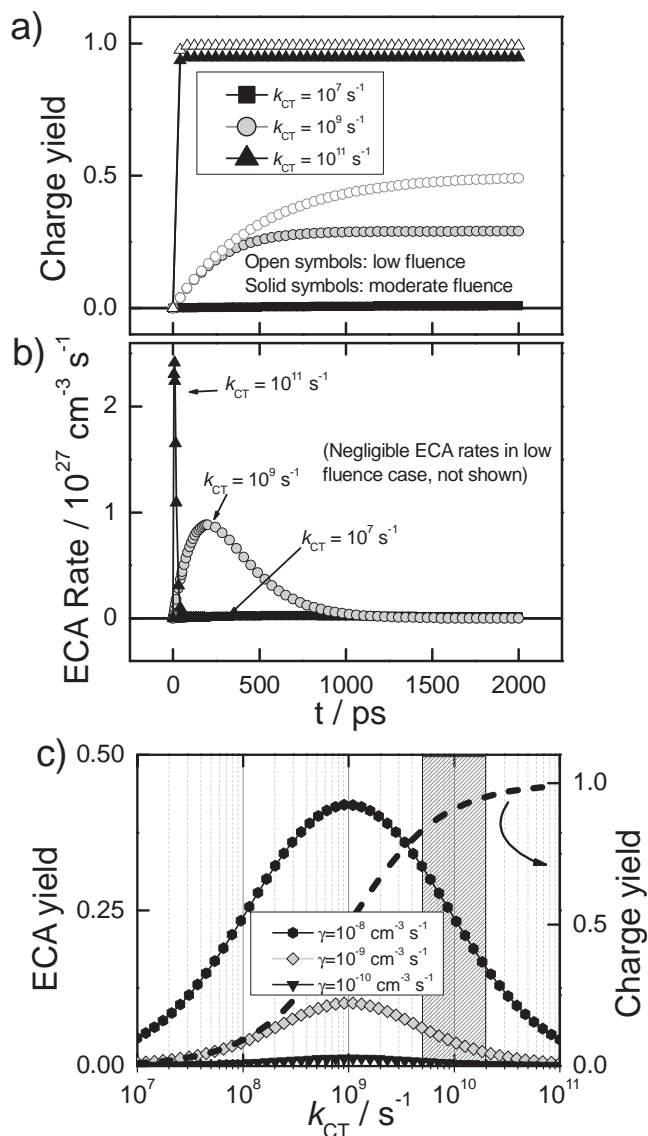 a)
1.0
0.5
0.0
Charge yield
k_CT = 10^7 s^-1
k_CT = 10^9 s^-1
k_CT = 10^11 s^-1
Open symbols: low fluence
Solid symbols: moderate fluence
b)
2
1
0
ECA Rate / 10^27 cm^-3 s^-1
k_CT = 10^11 s^-1
(Negligible ECA rates in low
fluence case, not shown)
k_CT = 10^9 s^-1
k_CT = 10^7 s^-1
0 500 1000 1500 2000
t / ps
c)
0.50
0.25
0.00
ECA yield
γ=10^-8 cm^-3 s^-1
γ=10^-9 cm^-3 s^-1
γ=10^-10 cm^-3 s^-1
1.0
0.5
0.0
Charge yield
10^7 10^8 10^9 10^10 10^11
k_CT / s^-1